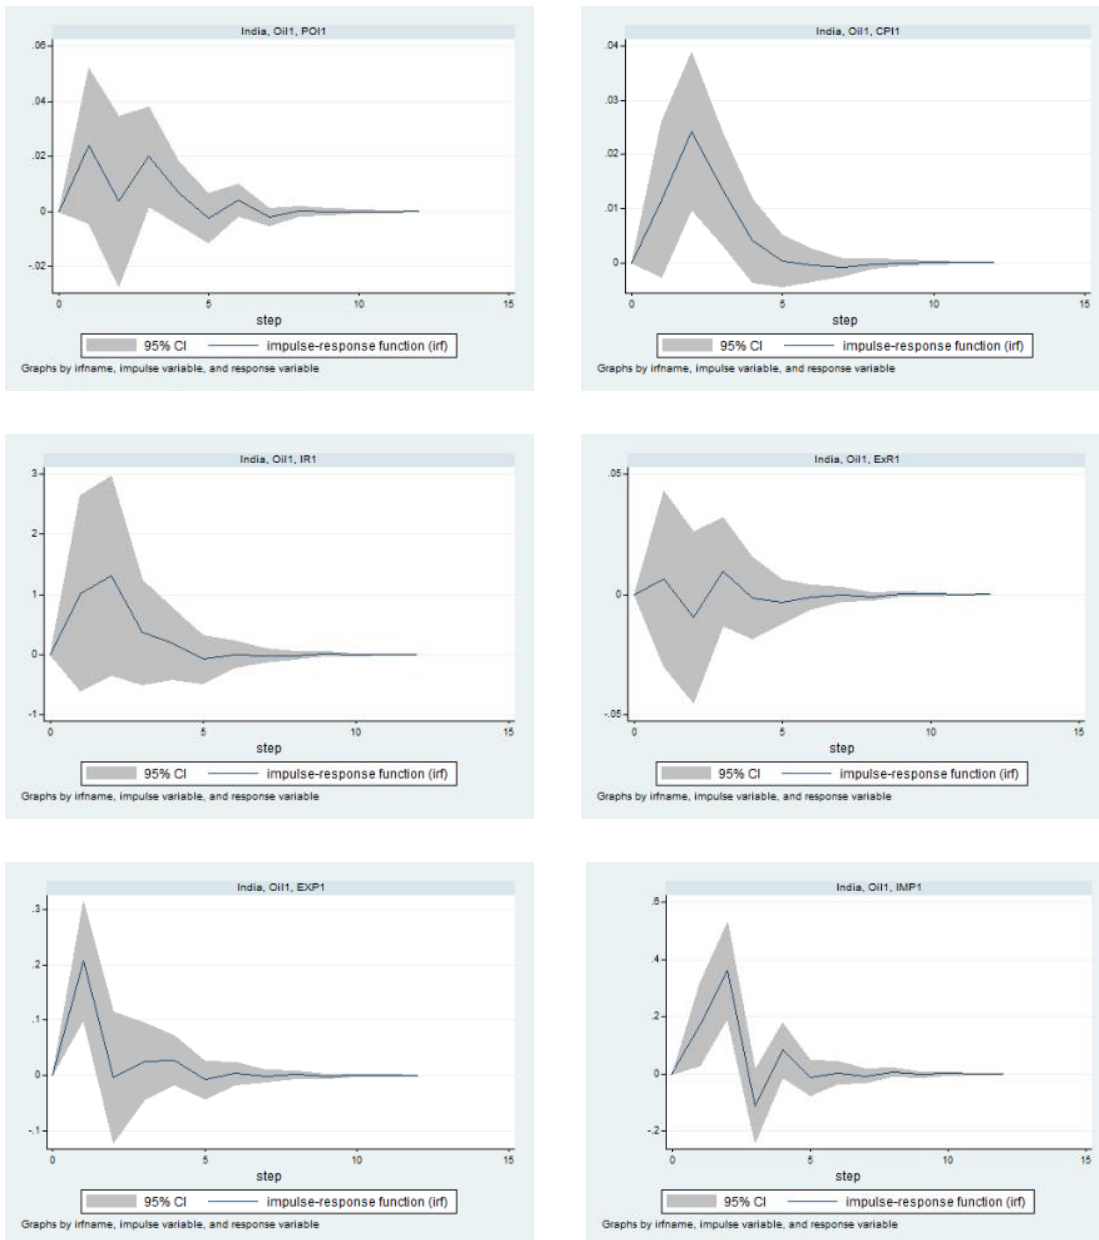 India, Oil1, POI1
.06
.04
.02
0
-.02
0 5 10 15
step
95% CI impulse-response function (irf)
Graphs by irfname, impulse variable, and response variable
India, Oil1, CPI1
.04
.03
.02
.01
0
0 5 10 15
step
95% CI impulse-response function (irf)
Graphs by irfname, impulse variable, and response variable
India, Oil1, IR1
3
2
1
0
-1
0 5 10 15
step
95% CI impulse-response function (irf)
Graphs by irfname, impulse variable, and response variable
India, Oil1, ExR1
.05
0
-.05
0 5 10 15
step
95% CI impulse-response function (irf)
Graphs by irfname, impulse variable, and response variable
India, Oil1, EXP1
.3
.2
.1
0
-.1
0 5 10 15
step
95% CI impulse-response function (irf)
Graphs by irfname, impulse variable, and response variable
India, Oil1, IMP1
.6
.4
.2
0
-.2
0 5 10 15
step
95% CI impulse-response function (irf)
Graphs by irfname, impulse variable, and response variable